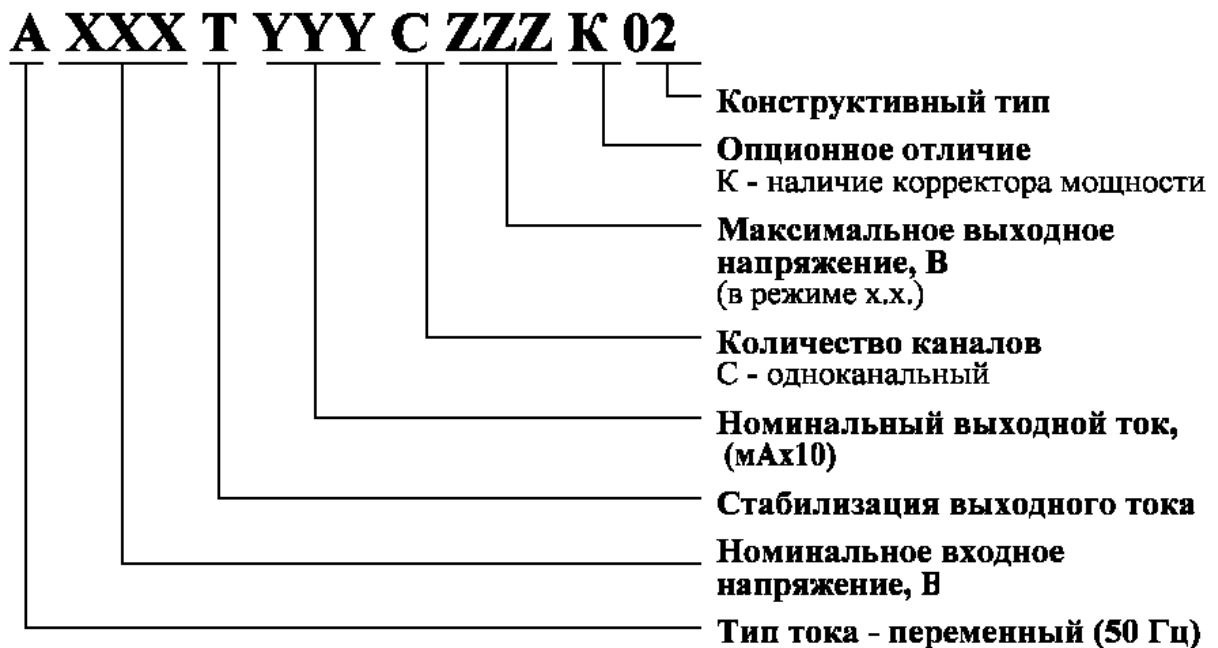 А XXX Т YYY С ZZZ К 02
Конструктивный тип
Опционное отличие
К - наличие корректора мощности
Максимальное выходное
напряжение, В
(в режиме х.х.)
Количество каналов
С - одноканальный
Номинальный выходной ток,
(мАх10)
Стабилизация выходного тока
Номинальное входное
напряжение, В
Тип тока - переменный (50 Гц)